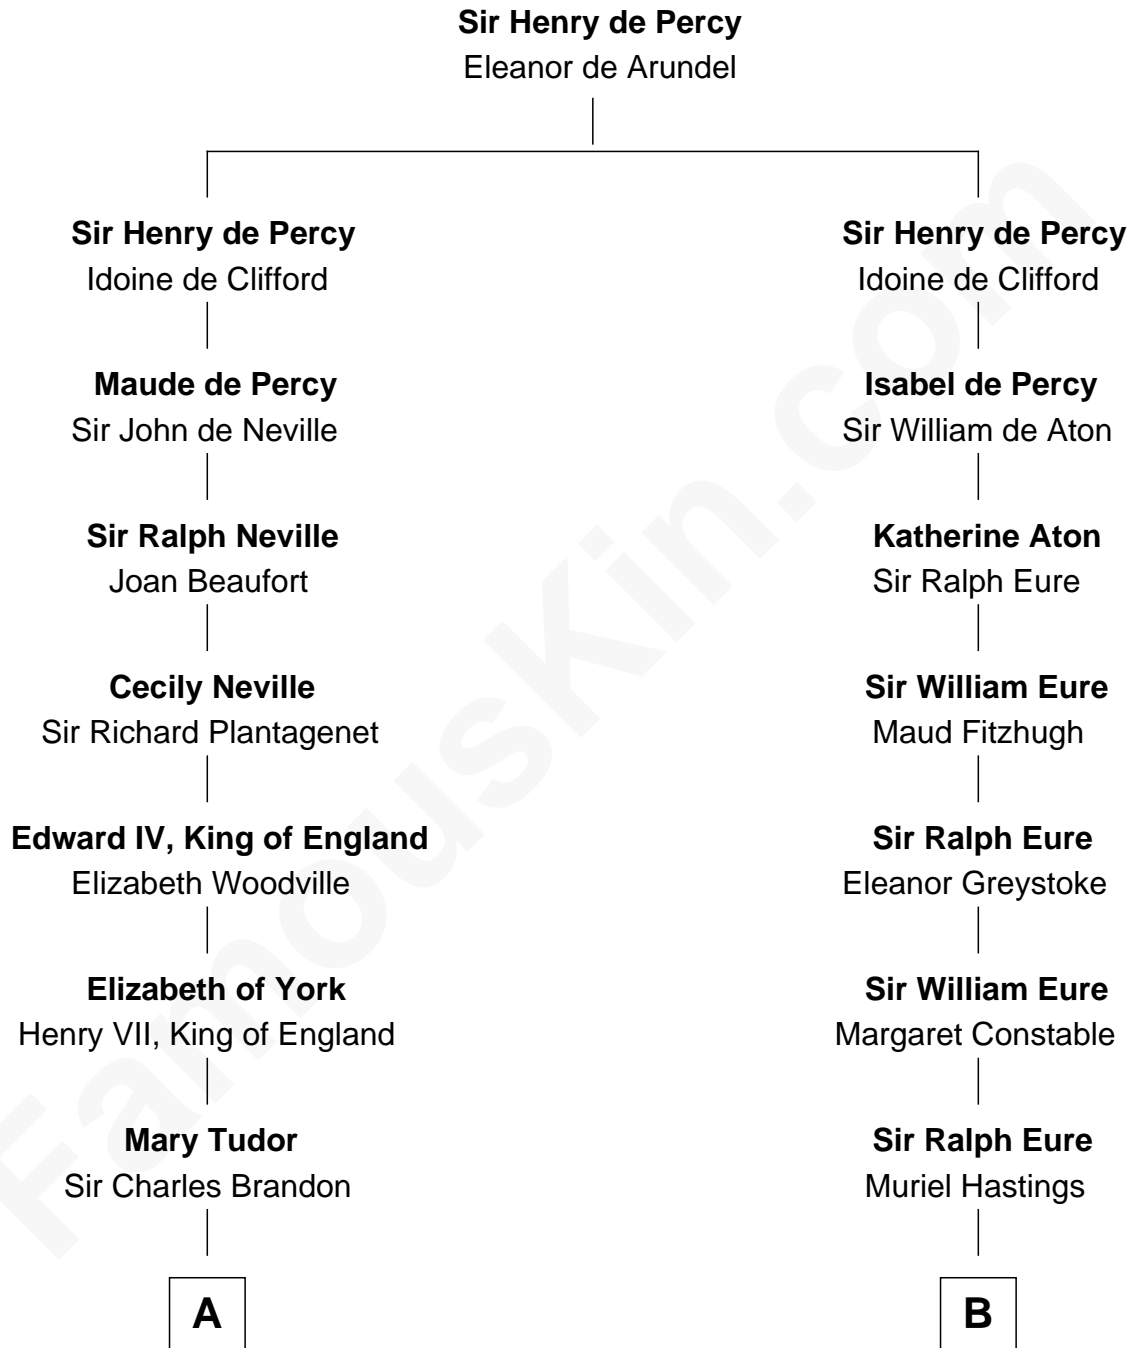 Sir Henry de Percy
Eleanor de Arundel
Sir Henry de Percy
Idoine de Clifford
Maude de Percy
Sir John de Neville
Sir Ralph Neville
Joan Beaufort
Cecily Neville
Sir Richard Plantagenet
Edward IV, King of England
Elizabeth Woodville
Elizabeth of York
Henry VII, King of England
Mary Tudor
Sir Charles Brandon
A
Sir Henry de Percy
Idoine de Clifford
Isabel de Percy
Sir William de Aton
Katherine Aton
Sir Ralph Eure
Sir William Eure
Maud Fitzhugh
Sir Ralph Eure
Eleanor Greystoke
Sir William Eure
Margaret Constable
Sir Ralph Eure
Muriel Hastings
B
FamousKin.com